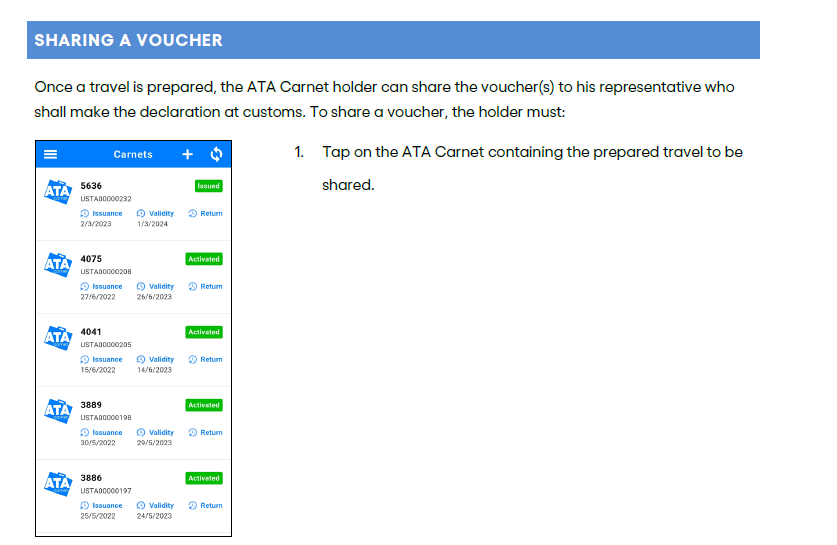 SHARING A VOUCHER
Once a travel is prepared, the ATA Carnet holder can share the voucher(s) to his representative who
shall make the declaration at customs. To share a voucher, the holder must:
1. Tap on the ATA Carnet containing the prepared travel to be
shared.
Carnets
ATA
carnet
5636
Issued
USTA00000232
Issuance Validity Return
2/3/2023 1/3/2024
ATA
carnet
4075
Activated
USTA00000208
Issuance Validity Return
27/6/2022 26/6/2023
ATA
carnet
4041
Activated
USTA00000205
Issuance Validity Return
15/6/2022 14/6/2023
ATA
carnet
3889
Activated
USTA00000198
Issuance Validity Return
30/5/2022 29/5/2023
ATA
carnet
3886
Activated
USTA00000197
Issuance Validity Return
25/5/2022 24/5/2023